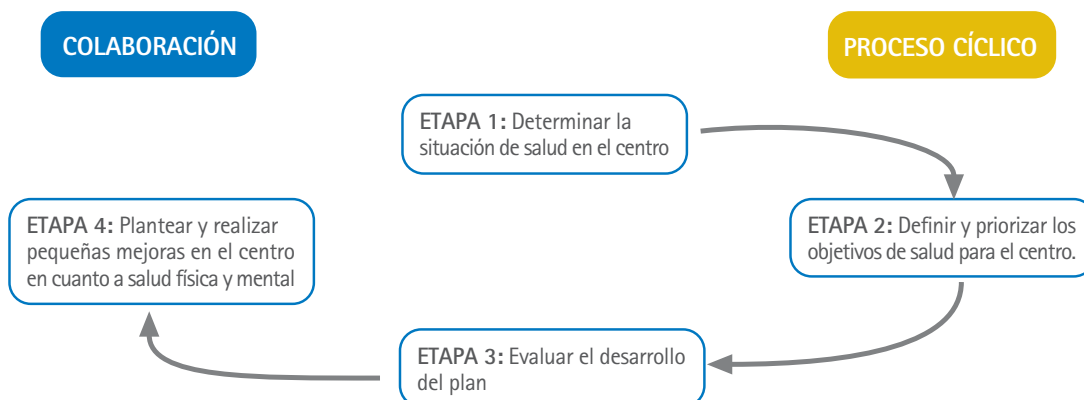 COLABORACIÓN
PROCESO CÍCLICO
ETAPA 1: Determinar la
situación de salud en el centro
ETAPA 2: Definir y priorizar los
objetivos de salud para el centro.
ETAPA 3: Evaluar el desarrollo
del plan
ETAPA 4: Plantear y realizar
pequeñas mejoras en el centro
en cuanto a salud física y mental